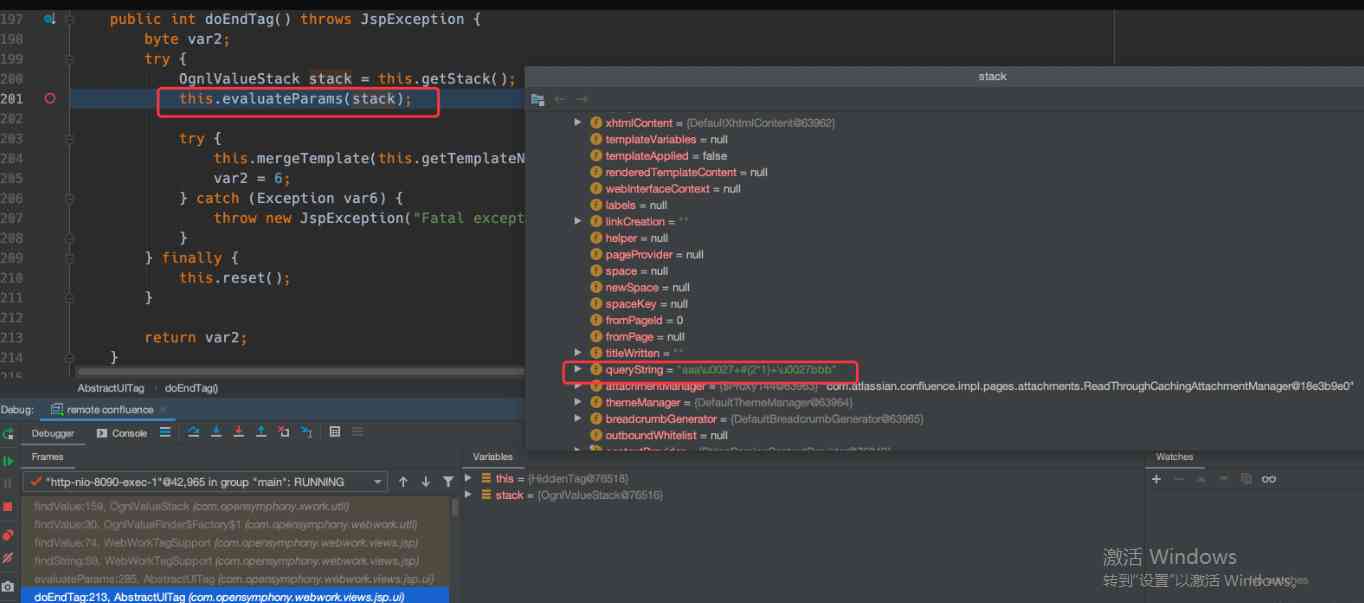 197 public int doEndTag() throws JspException {
198 byte var2;
199 try {
200 OgnlValueStack stack = this.getStack();
201 this.evaluateParams(stack);
202
203 try {
204 this.mergeTemplate(this.getTemplateN
205 var2 = 6;
206 } catch (Exception var6) {
207 throw new JspException("Fatal except
208 }
209 } finally {
210 this.reset();
211 }
212
213 return var2;
214 }
215
AbstractUITag › doEndTag()
stack
xhtmlContent = {DefaultXhtmlContent@63962}
templateVariables = null
templateApplied = false
renderedTemplateContent = null
webInterfaceContext = null
labels = null
linkCreation = ""
helper = null
pageProvider = null
space = null
newSpace = null
spaceKey = null
fromPageId = 0
fromPage = null
titleWritten = ""
queryString = "aaa\u0027+#{2*1}+\u0027bbb"
attachmentManager = {$Proxy144@63963} "com.atlassian.confluence.impl.pages.attachments.ReadThroughCachingAttachmentManager@18e3b9e0"
themeManager = {DefaultThemeManager@63964}
breadcrumbGenerator = {DefaultBreadcrumbGenerator@63965}
outboundWhitelist = null
Debug: remote confluence ×
Debugger Console
Frames
"http-nio-8090-exec-1"@42,965 in group "main": RUNNING
findValue:159, OgnlValueStack (com.opensymphony.xwork.util)
findValue:30, OgnlValueFinder$Factory$1 (com.opensymphony.webwork.util)
findValue:74, WebWorkTagSupport (com.opensymphony.webwork.views.jsp)
findString:59, WebWorkTagSupport (com.opensymphony.webwork.views.jsp)
evaluateParams:285, AbstractUITag (com.opensymphony.webwork.views.jsp.ui)
doEndTag:213, AbstractUITag (com.opensymphony.webwork.views.jsp.ui)
Variables
this = {HiddenTag@76518}
stack = {OgnlValueStack@76516}
Watches
激活 Windows
转到"设置"以激活 Windows。